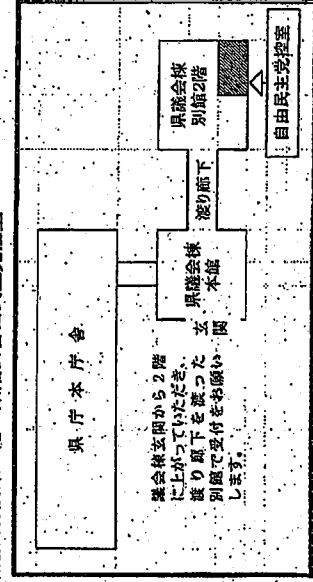 県庁本庁舎
議会棟玄関から2階
に上がっていただき、
渡り廊下を渡った
別館で受付をお願い
します。
玄関
県議会棟
本館
渡り廊下
県議会棟
別館2階
自由民主党控室